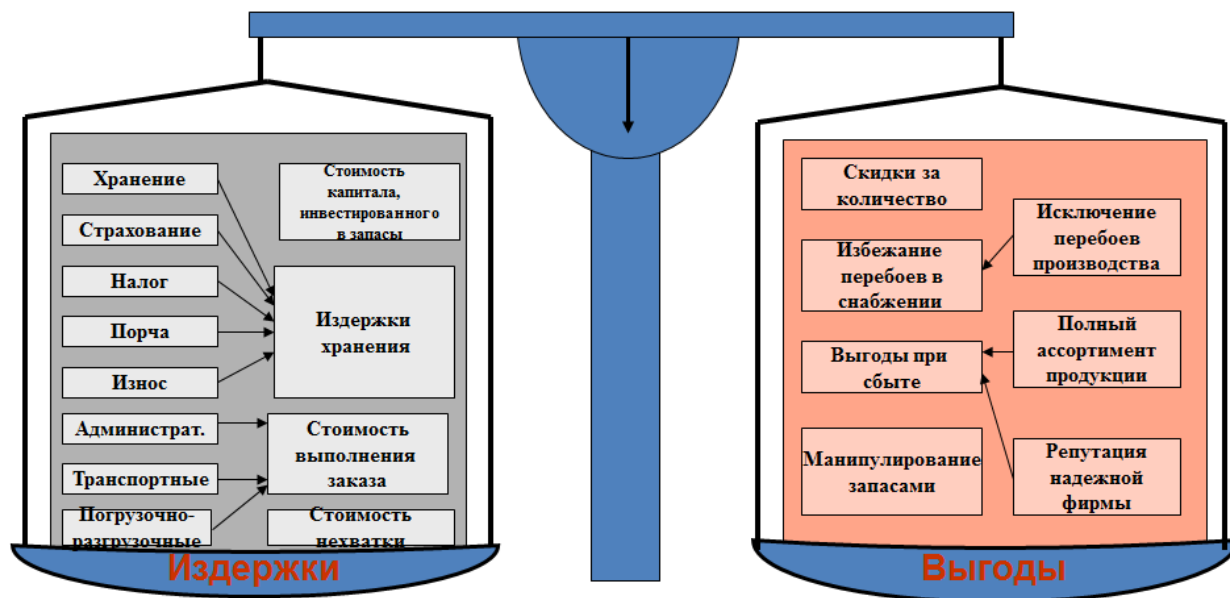 Хранение
Страхование
Налог
Порча
Износ
Администрат.
Транспортные
Погрузочно-
разгрузочные
Стоимость
капитала,
инвестированного
в запасы
Издержки
хранения
Стоимость
выполнения
заказа
Стоимость
нехватки
Издержки
Скидки за
количество
Избежание
перебоев в
снабжении
Выгоды при
сбыте
Манипулирование
запасами
Исключение
перебоев
производства
Полный
ассортимент
продукции
Репутация
надежной
фирмы
Выгоды